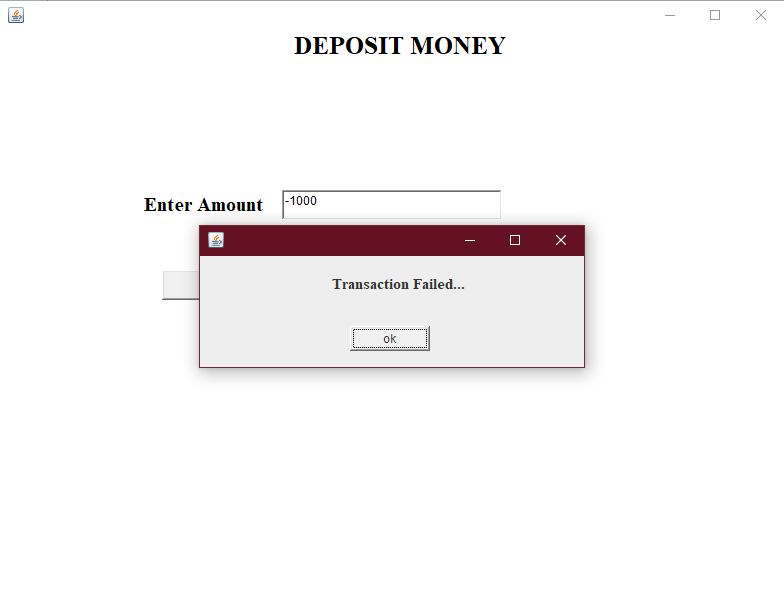 DEPOSIT MONEY
Enter Amount -1000
Transaction Failed...
ok